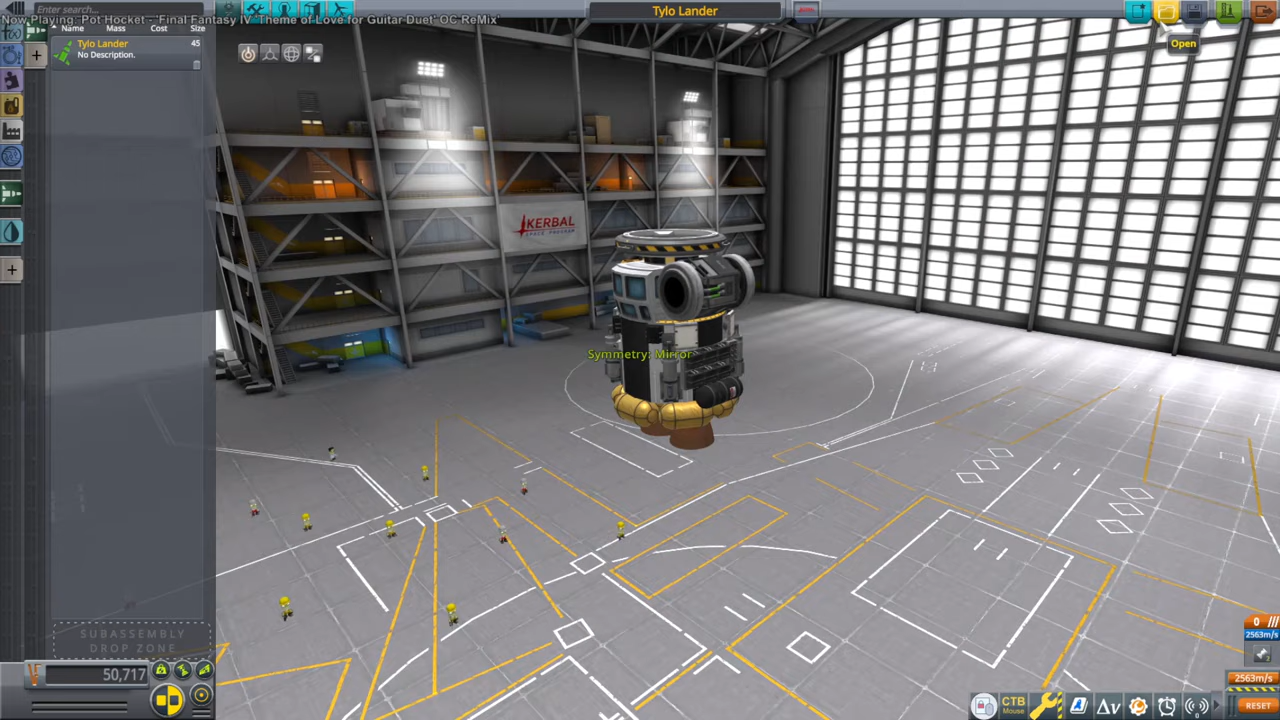 Enter search...
Now Playing: Pot Hocket - 'Final Fantasy IV 'Theme of Love for Guitar Duet' OC ReMix'
Tylo Lander
Open
Name Mass Cost Size
Tylo Lander 45
No Description.
KERBAL
SPACE PROGRAM
Symmetry: Mirror
SUBASSEMBLY
DROP ZONE
50,717
0
2563m/s
2563m/s
CTB
Mouse
Δv
RESET